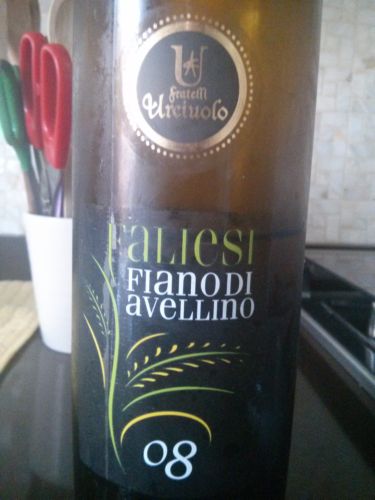 U
Fratelli
Urciuolo
Faliesi
FIANO DI
AVELLINO
08